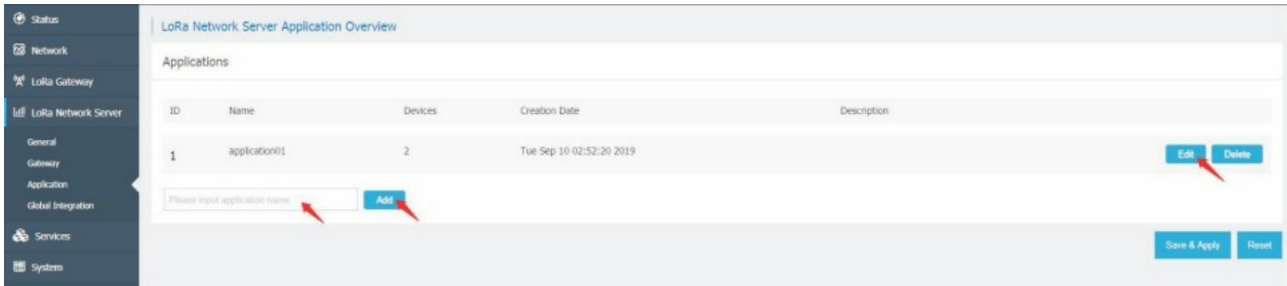 Status
Network
LoRa Gateway
LoRa Network Server
General
Gateway
Application
Global Integration
Services
System
LoRa Network Server Application Overview
Applications
ID Name Devices Creation Date Description
1 application01 2 Tue Sep 10 02:52:20 2019 Edit Delete
Please input application name Add
Save & Apply Reset